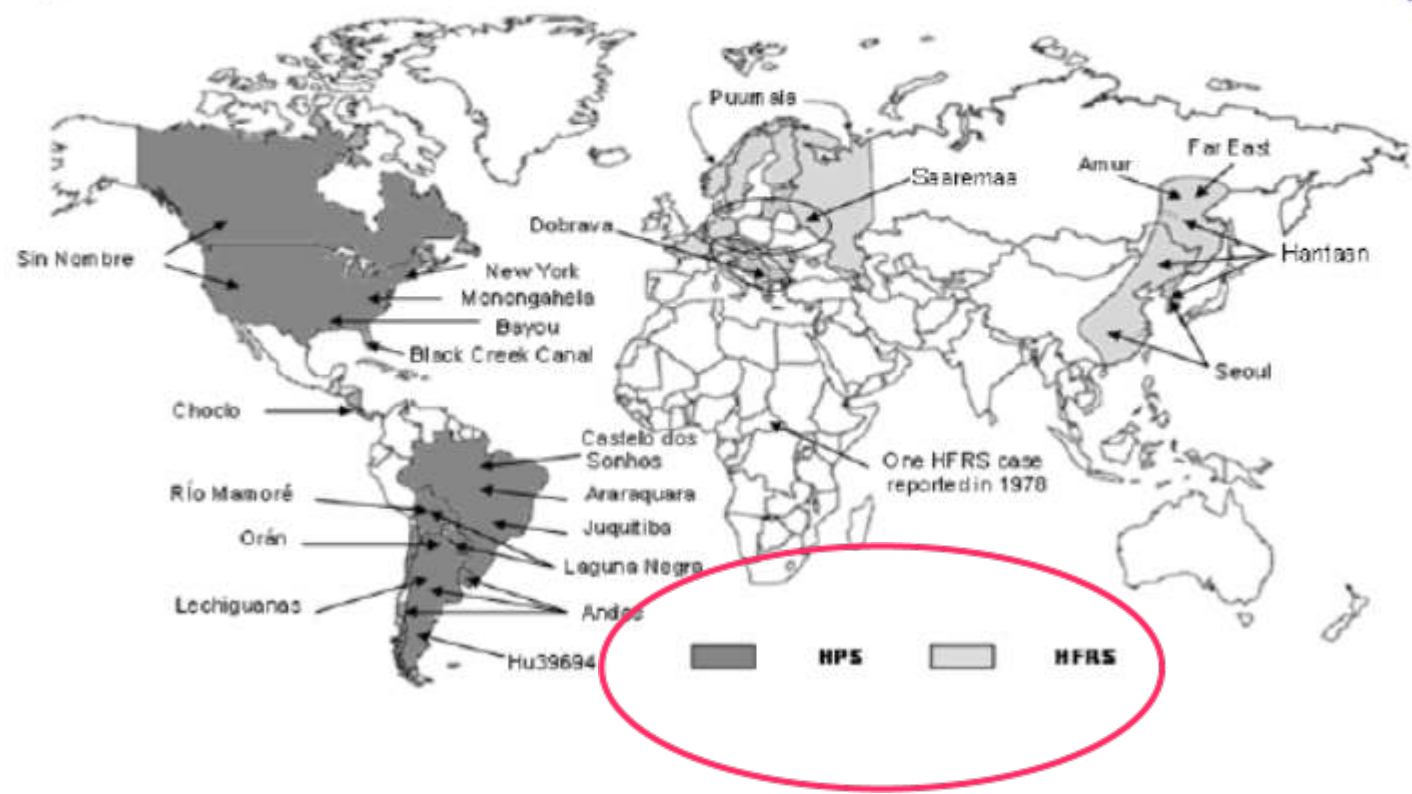 Puumala
Far East
Amur
Saaremaa
Dobrava
Hantaan
Sin Nombre
New York
Monongahela
Bayou
Black Creek Canal
Seoul
Choclo
Castelo dos
Sonhos
One HFRS case
reported in 1978
Río Mamoré
Araraquara
Juquitiba
Orán
Laguna Negra
Lechiguanas
Andes
Hu39694
HPS
HFRS